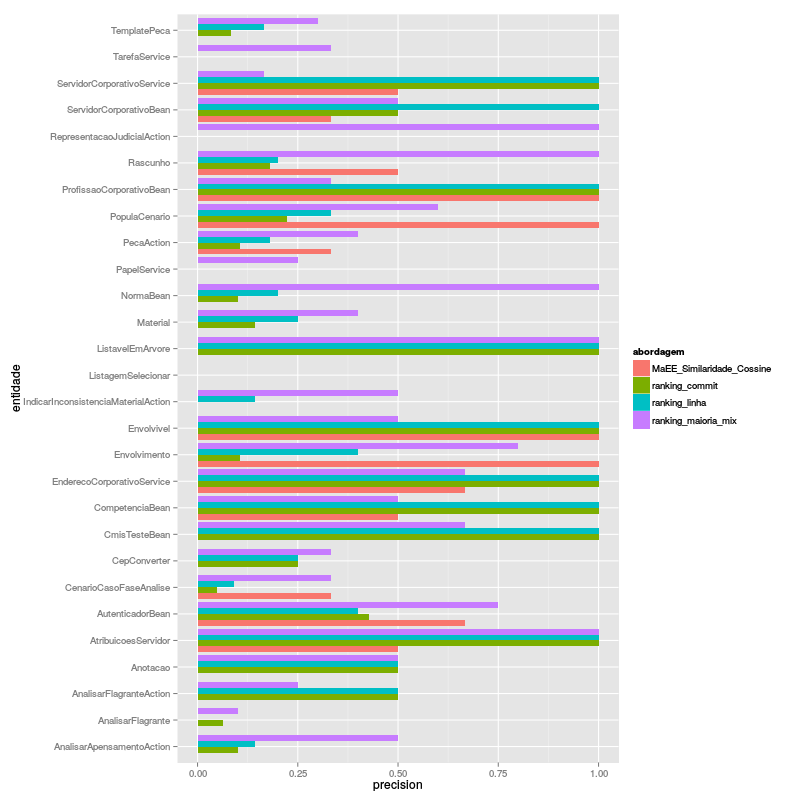 TemplatePeca
TarefaService
ServidorCorporativoService
ServidorCorporativoBean
RepresentacaoJudicialAction
Rascunho
ProfissaoCorporativoBean
PopulaCenario
PecaAction
PapelService
NormaBean
Material
ListavelEmArvore
ListagemSelecionar
IndicarInconsistenciaMaterialAction
Envolvivel
Envolvimento
EnderecoCorporativoService
CompetenciaBean
CmisTesteBean
CepConverter
CenarioCasoFaseAnalise
AutenticadorBean
AtribuicoesServidor
Anotacao
AnalisarFlagranteAction
AnalisarFlagrante
AnalisarApensamentoAction
entidade
0.00 0.25 0.50 0.75 1.00
precision
abordagem
MaEE_Similaridade_Cossine
ranking_commit
ranking_linha
ranking_maioria_mix